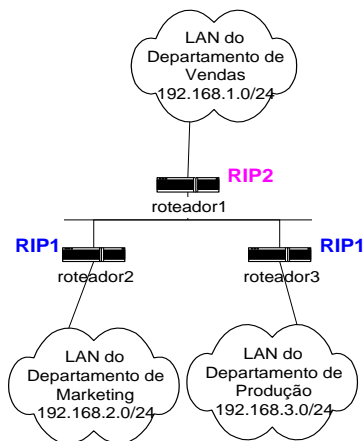 LAN do
Departamento de
Vendas
192.168.1.0/24
RIP2
roteador1
RIP1
RIP1
roteador2
roteador3
LAN do
Departamento de
Marketing
192.168.2.0/24
LAN do
Departamento de
Produção
192.168.3.0/24